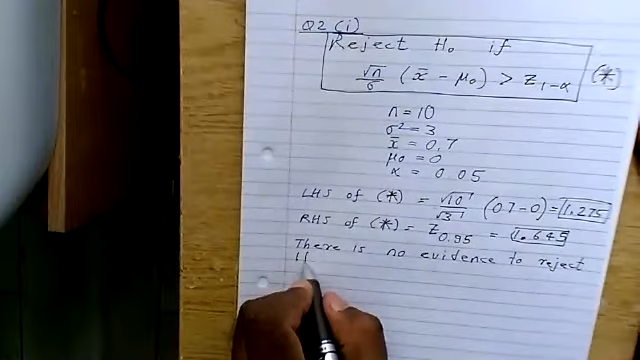 Q2 (i)
Reject H₀ if
√n/σ (x̄ − μ₀) > z₁₋α (*)
n = 10
σ² = 3
x̄ = 0.7
μ₀ = 0
α = 0.05
LHS of (*) = √10/√3 (0.7−0) = 1.275
RHS of (*) = z₀.₉₅ = 1.645
There is no evidence to reject